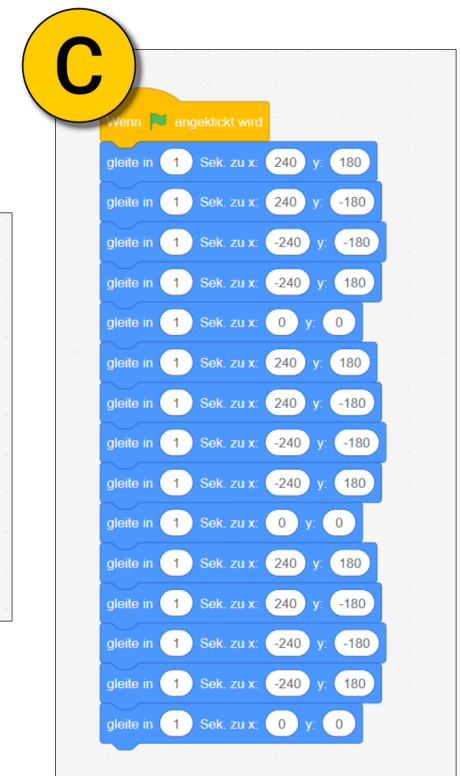 C
Wenn angeklickt wird
gleite in 1 Sek. zu x: 240 y: 180
gleite in 1 Sek. zu x: 240 y: -180
gleite in 1 Sek. zu x: -240 y: -180
gleite in 1 Sek. zu x: -240 y: 180
gleite in 1 Sek. zu x: 0 y: 0
gleite in 1 Sek. zu x: 240 y: 180
gleite in 1 Sek. zu x: 240 y: -180
gleite in 1 Sek. zu x: -240 y: -180
gleite in 1 Sek. zu x: -240 y: 180
gleite in 1 Sek. zu x: 0 y: 0
gleite in 1 Sek. zu x: 240 y: 180
gleite in 1 Sek. zu x: 240 y: -180
gleite in 1 Sek. zu x: -240 y: -180
gleite in 1 Sek. zu x: -240 y: 180
gleite in 1 Sek. zu x: 0 y: 0